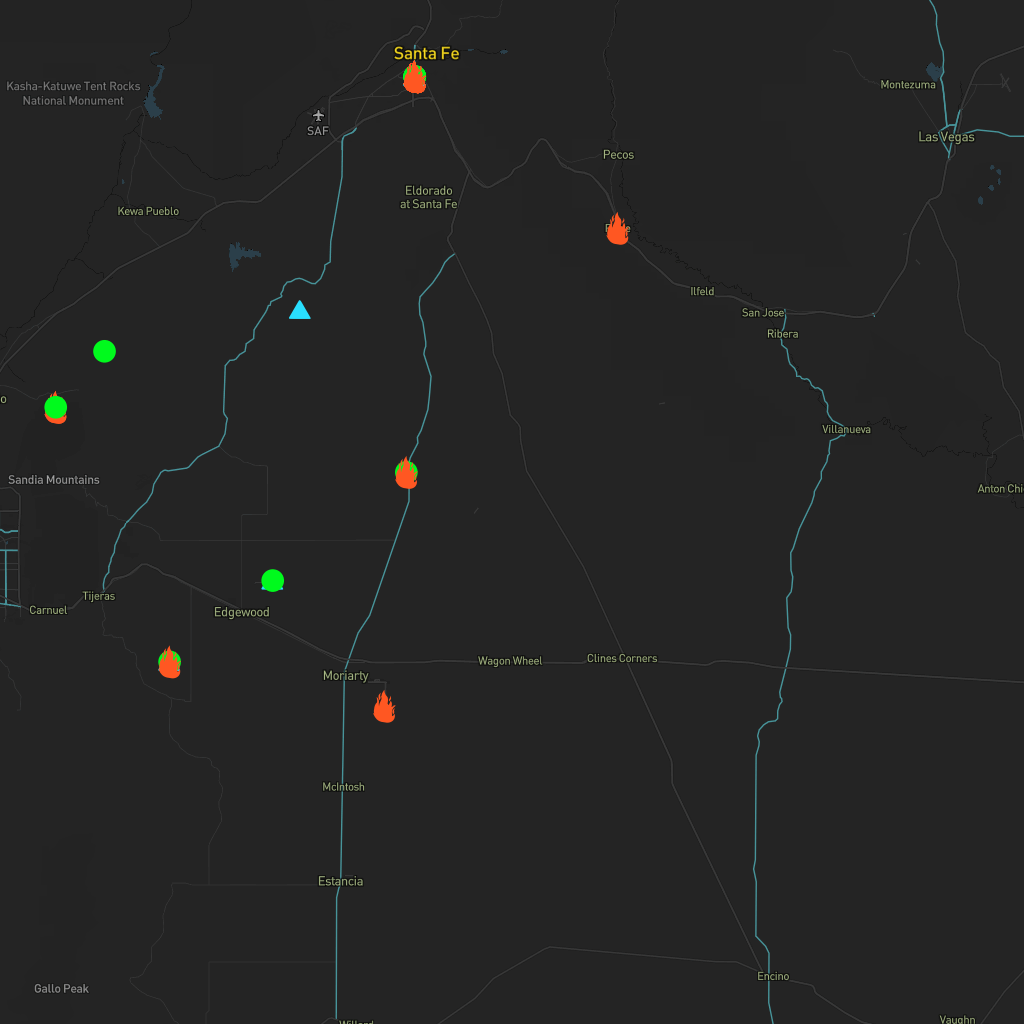 Santa Fe
Kasha-Katuwe Tent Rocks
National Monument
Montezuma
SAF
Las Vegas
Pecos
Eldorado
at Santa Fe
Kewa Pueblo
Ilfeld
San Jose
Ribera
o
Villanueva
Sandia Mountains
Anton Chi
Tijeras
Carnuel
Edgewood
Wagon Wheel
Clines Corners
Moriarty
McIntosh
Estancia
Encino
Gallo Peak
Willard
Vaughn